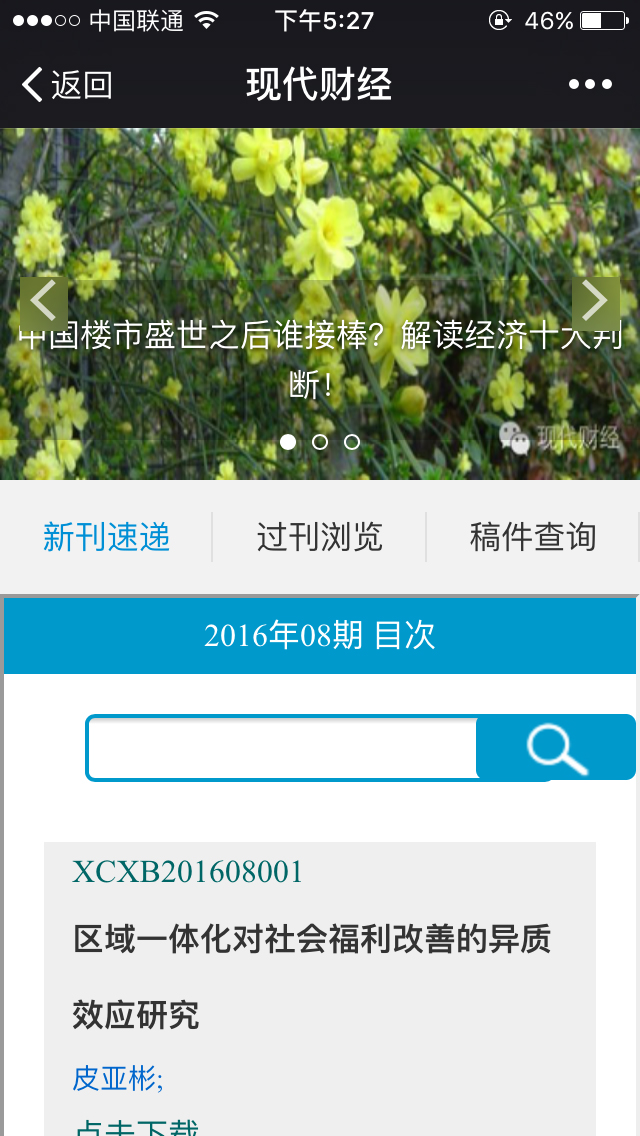 中国联通 下午5:27 46%
返回 现代财经
中国楼市盛世之后谁接棒？解读经济十大判
断！
现代财经
新刊速递 过刊浏览 稿件查询
2016年08期 目次
XCXB201608001
区域一体化对社会福利改善的异质
效应研究
皮亚彬;
点击下载